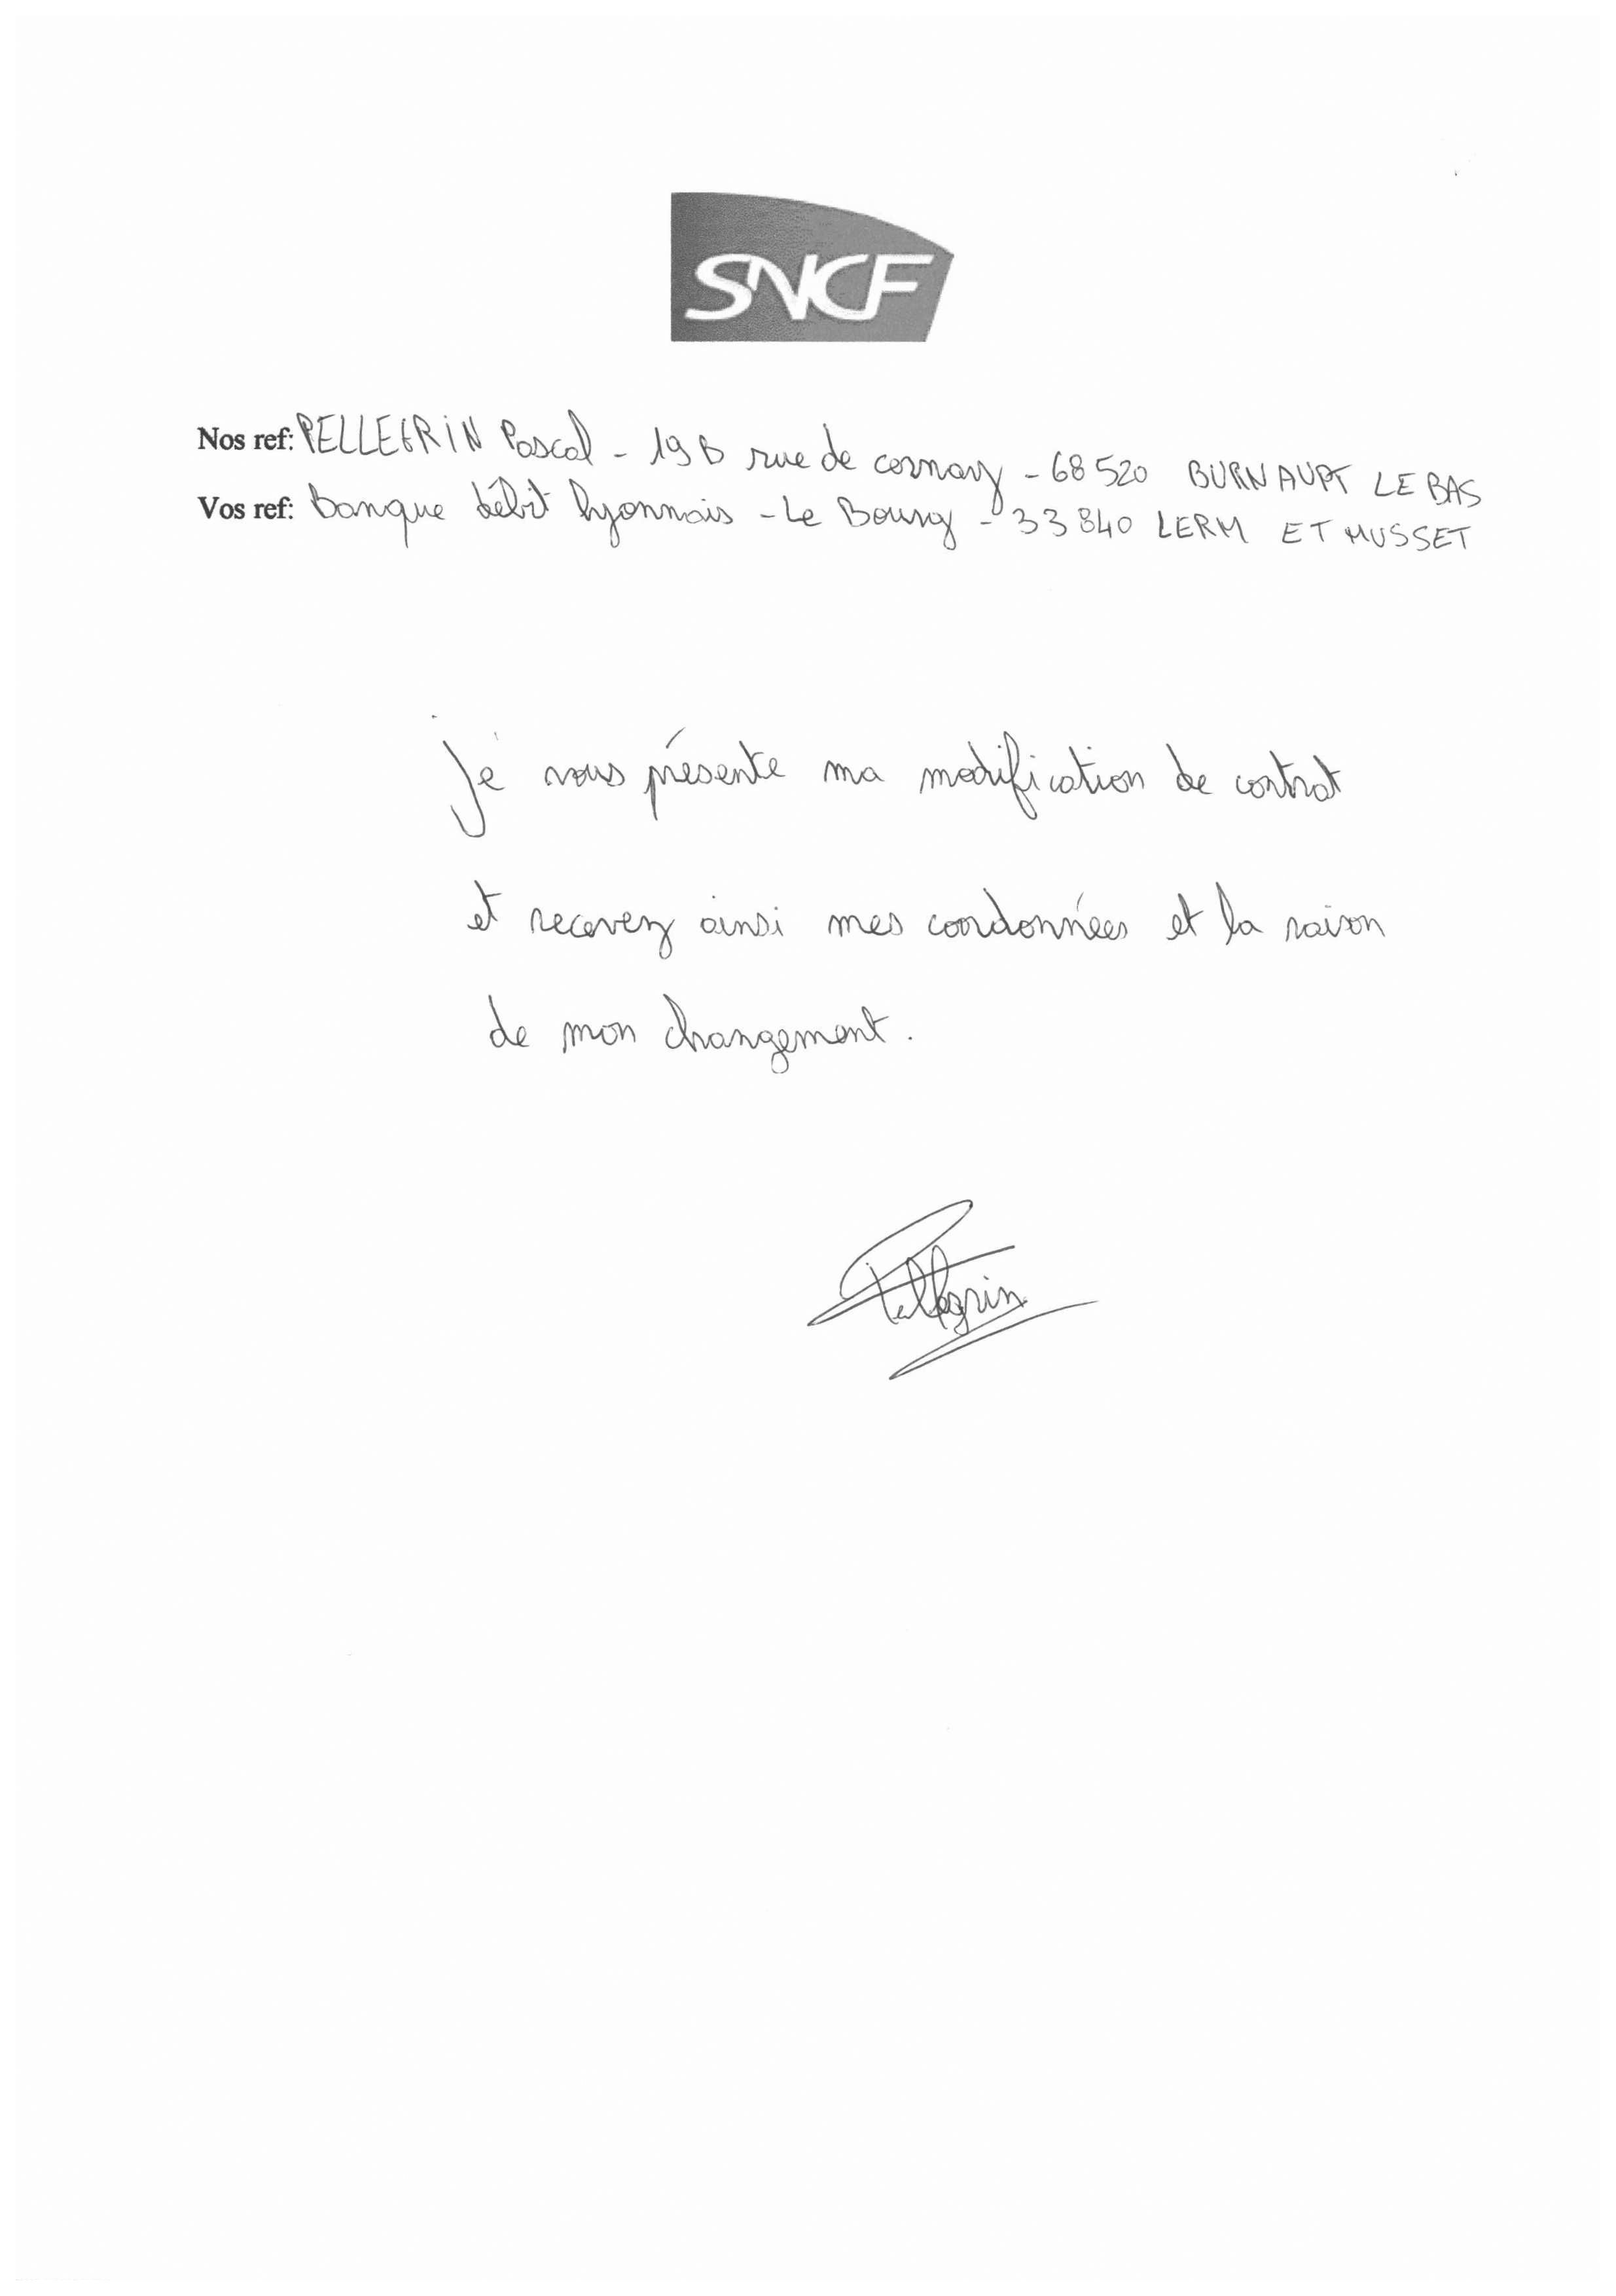 SNCF
Nos ref: PELLEGRIN Pascal - 19 B rue de cernay - 68 520 BURNAUPT LE BAS
Vos ref: Banque débit lyonnais - Le Bourg - 33 840 LERM ET MUSSET
Je vous présente ma modification de contrat
et recevez ainsi mes coordonnées et la raison
de mon changement.
Pellegrin